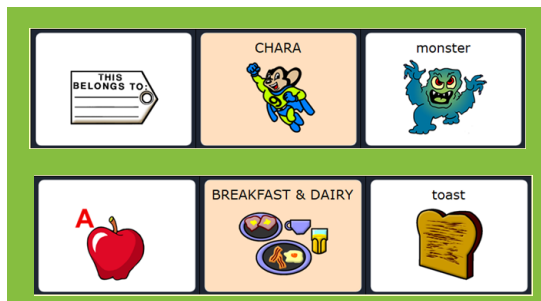 THIS
BELONGS TO:
CHARA
monster
A
BREAKFAST & DAIRY
toast